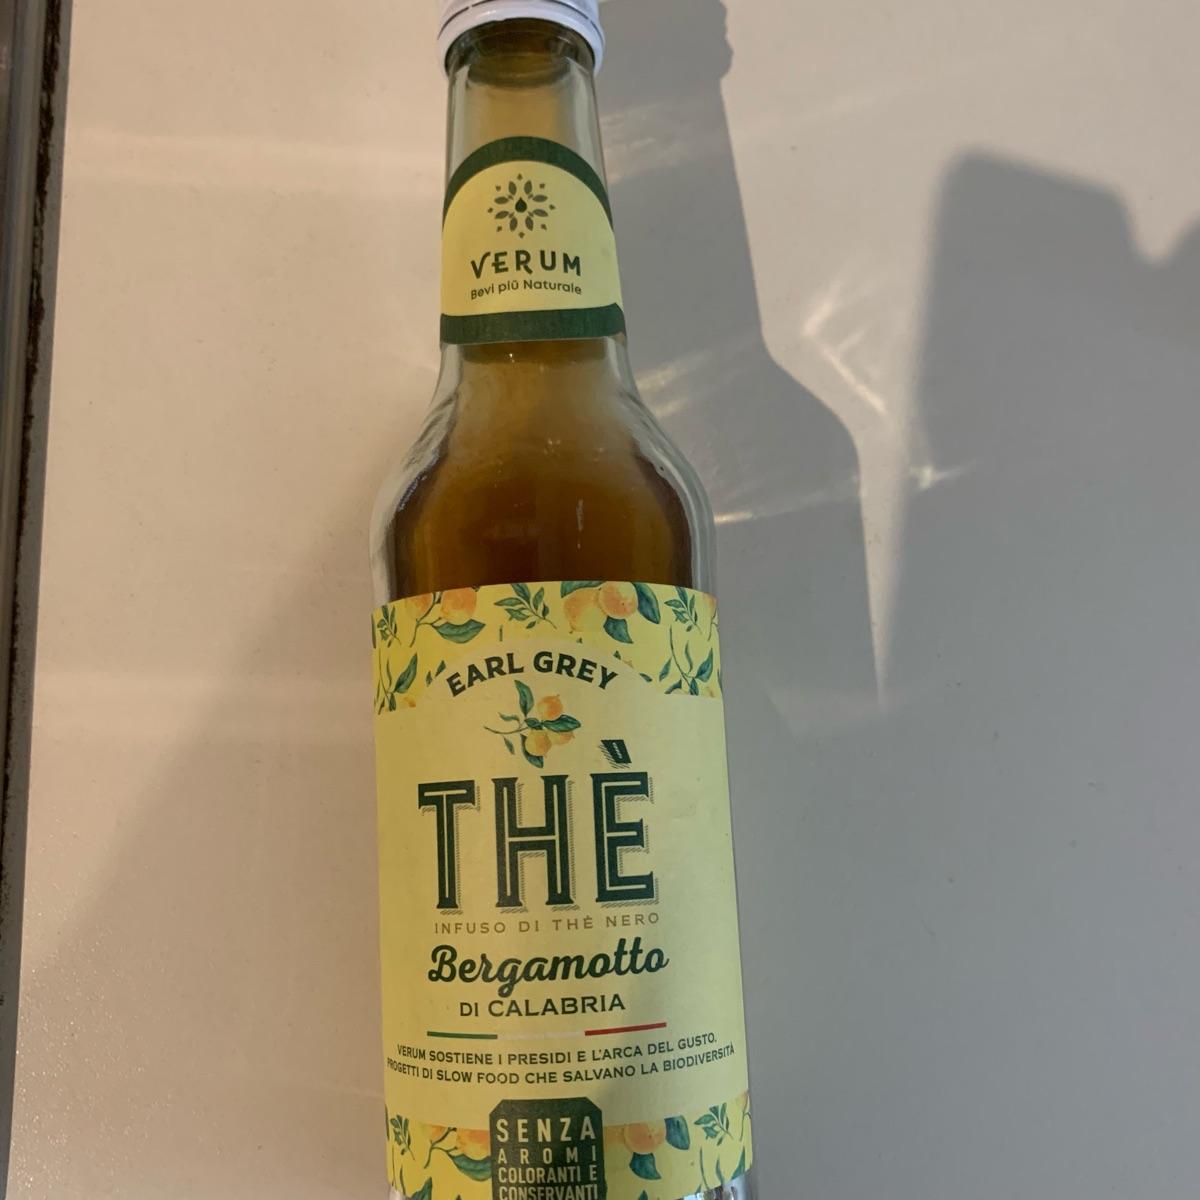 VERUM
Bevi più Naturale
EARL GREY
THÈ
INFUSO DI THÈ NERO
Bergamotto
DI CALABRIA
VERUM SOSTIENE I PRESIDI E L'ARCA DEL GUSTO,
PROGETTI DI SLOW FOOD CHE SALVANO LA BIODIVERSITÀ
SENZA
AROMI
COLORANTI E
CONSERVANTI